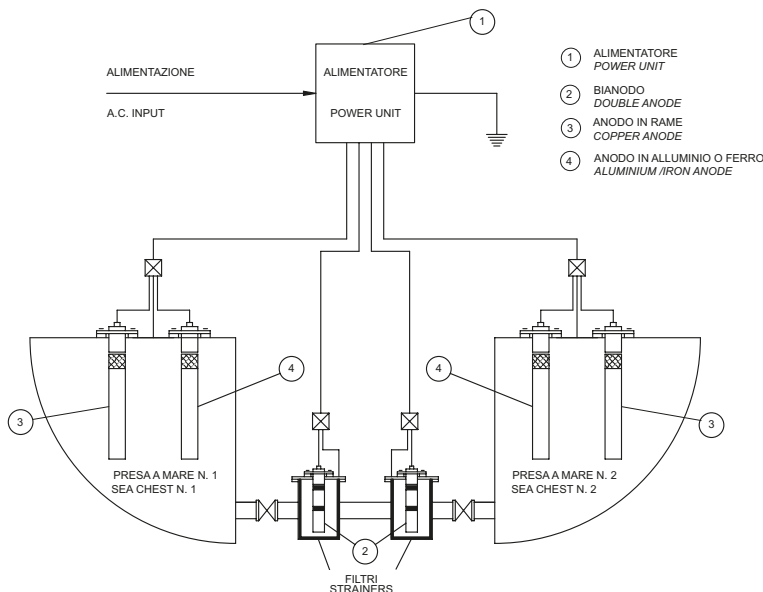 1
ALIMENTAZIONE
A.C. INPUT
ALIMENTATORE
POWER UNIT
1 ALIMENTATORE
POWER UNIT
2 BIANODO
DOUBLE ANODE
3 ANODO IN RAME
COPPER ANODE
4 ANODO IN ALLUMINIO O FERRO
ALUMINIUM /IRON ANODE
3
4
4
3
PRESA A MARE N. 1
SEA CHEST N. 1
PRESA A MARE N. 2
SEA CHEST N. 2
2
FILTRI
STRAINERS